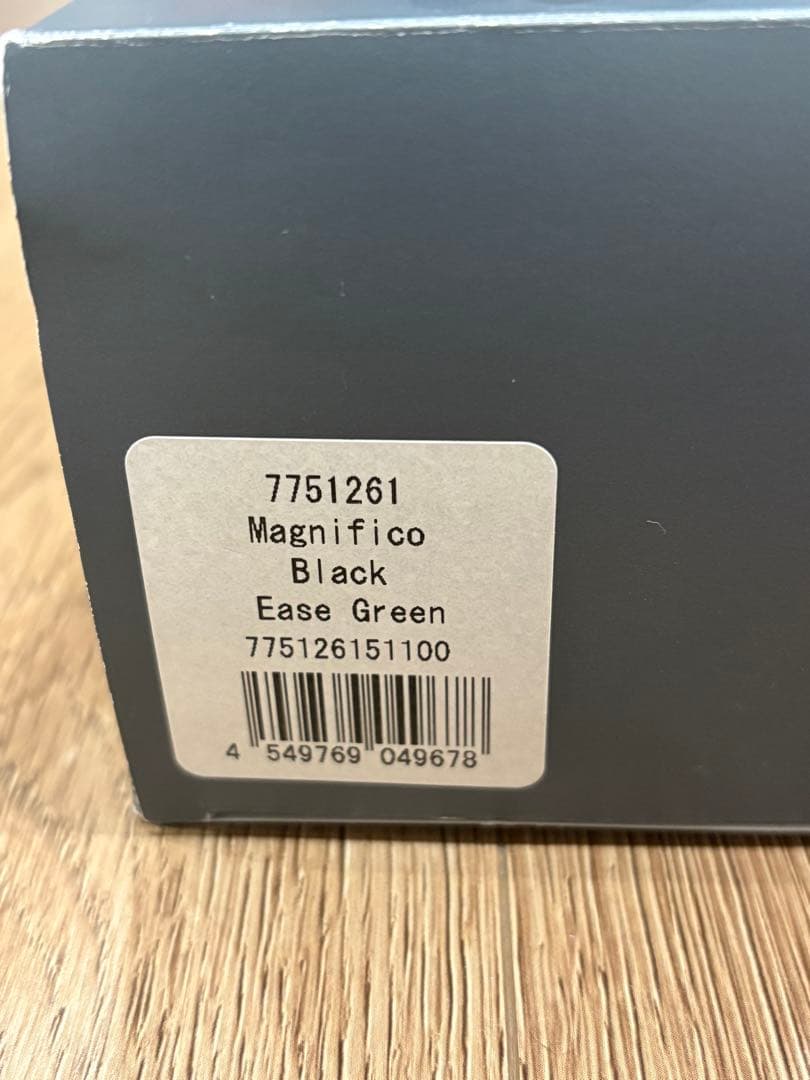 7751261
Magnifico
Black
Ease Green
775126151100
4 549769 049678